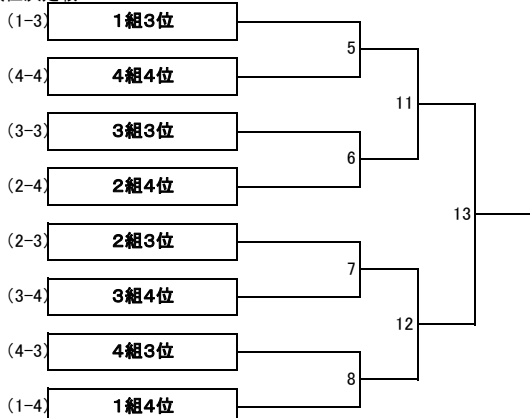 (1-3) 1組3位
5
(4-4) 4組4位
11
(3-3) 3組3位
6
(2-4) 2組4位
13
(2-3) 2組3位
7
(3-4) 3組4位
12
(4-3) 4組3位
8
(1-4) 1組4位